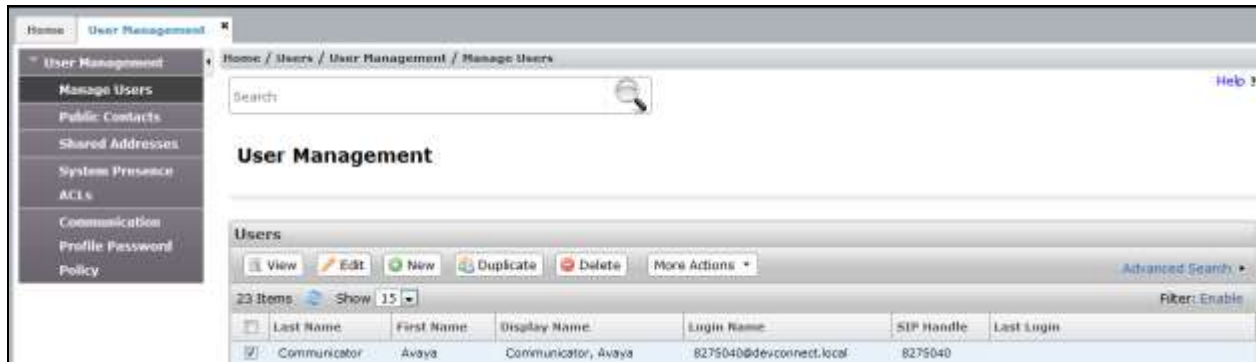 Home User Management ×
User Management
Manage Users
Public Contacts
Shared Addresses
System Presence
ACLs
Communication
Profile Password
Policy
Home / Users / User Management / Manage Users
Help ?
Search
User Management
Users
View Edit New Duplicate Delete More Actions
Advanced Search
23 Items Show 15
Filter: Enable
Last Name First Name Display Name Login Name SIP Handle Last Login
Communicator Avaya Communicator, Avaya 8275040@devconnect.local 8275040